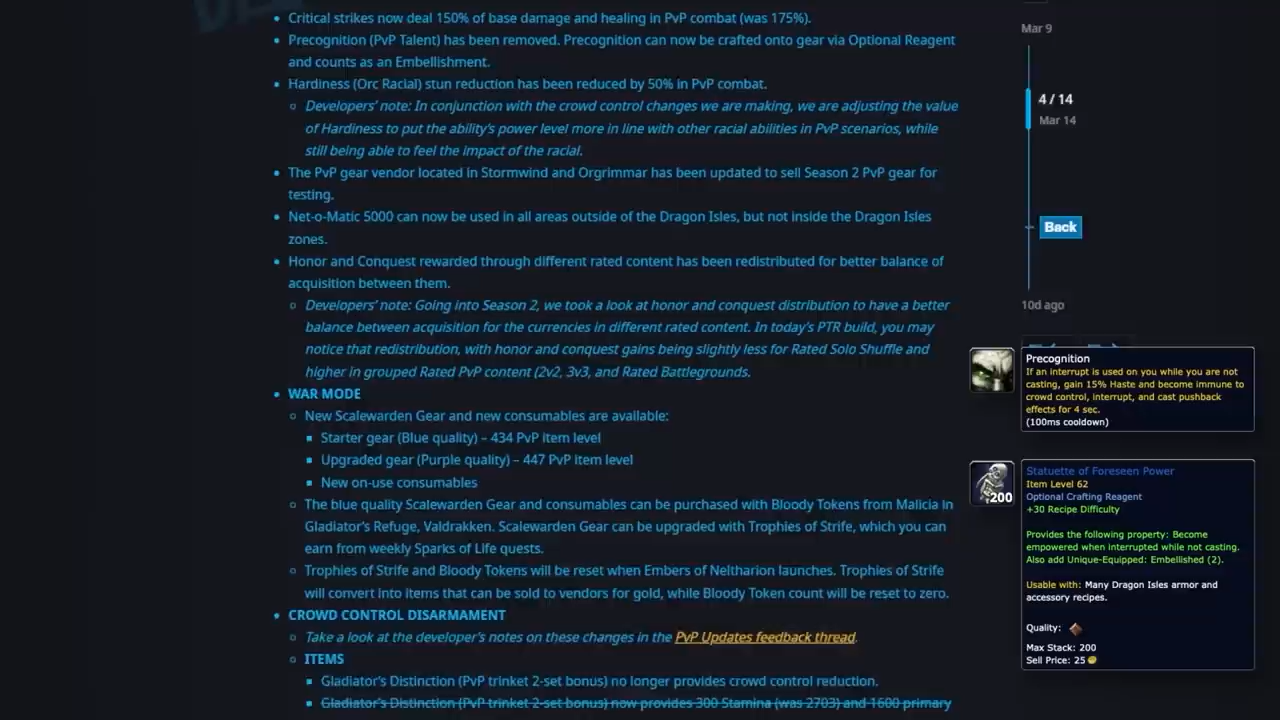 Critical strikes now deal 150% of base damage and healing in PvP combat (was 175%).
Precognition (PvP Talent) has been removed. Precognition can now be crafted onto gear via Optional Reagent
and counts as an Embellishment.
Hardiness (Orc Racial) stun reduction has been reduced by 50% in PvP combat.
Developers' note: In conjunction with the crowd control changes we are making, we are adjusting the value
of Hardiness to put the ability's power level more in line with other racial abilities in PvP scenarios, while
still being able to feel the impact of the racial.
The PvP gear vendor located in Stormwind and Orgrimmar has been updated to sell Season 2 PvP gear for
testing.
Net-o-Matic 5000 can now be used in all areas outside of the Dragon Isles, but not inside the Dragon Isles
zones.
Honor and Conquest rewarded through different rated content has been redistributed for better balance of
acquisition between them.
Developers' note: Going into Season 2, we took a look at honor and conquest distribution to have a better
balance between acquisition for the currencies in different rated content. In today's PTR build, you may
notice that redistribution, with honor and conquest gains being slightly less for Rated Solo Shuffle and
higher in grouped Rated PvP content (2v2, 3v3, and Rated Battlegrounds.
WAR MODE
New Scalewarden Gear and new consumables are available:
Starter gear (Blue quality) – 434 PvP item level
Upgraded gear (Purple quality) – 447 PvP item level
New on-use consumables
The blue quality Scalewarden Gear and consumables can be purchased with Bloody Tokens from Malicia in
Gladiator's Refuge, Valdrakken. Scalewarden Gear can be upgraded with Trophies of Strife, which you can
earn from weekly Sparks of Life quests.
Trophies of Strife and Bloody Tokens will be reset when Embers of Neltharion launches. Trophies of Strife
will convert into items that can be sold to vendors for gold, while Bloody Token count will be reset to zero.
CROWD CONTROL DISARMAMENT
Take a look at the developer's notes on these changes in the PvP Updates feedback thread.
ITEMS
Gladiator's Distinction (PvP trinket 2-set bonus) no longer provides crowd control reduction.
Gladiator's Distinction (PvP trinket 2-set bonus) now provides 300 Stamina (was 2703) and 1600 primary
Mar 9
4 / 14
Mar 14
Back
10d ago
Precognition
If an interrupt is used on you while you are not
casting, gain 15% Haste and become immune to
crowd control, interrupt, and cast pushback
effects for 4 sec.
(100ms cooldown)
200
Statuette of Foreseen Power
Item Level 62
Optional Crafting Reagent
+30 Recipe Difficulty
Provides the following property: Become
empowered when interrupted while not casting.
Also add Unique-Equipped: Embellished (2).
Usable with: Many Dragon Isles armor and
accessory recipes.
Quality:
Max Stack: 200
Sell Price: 25